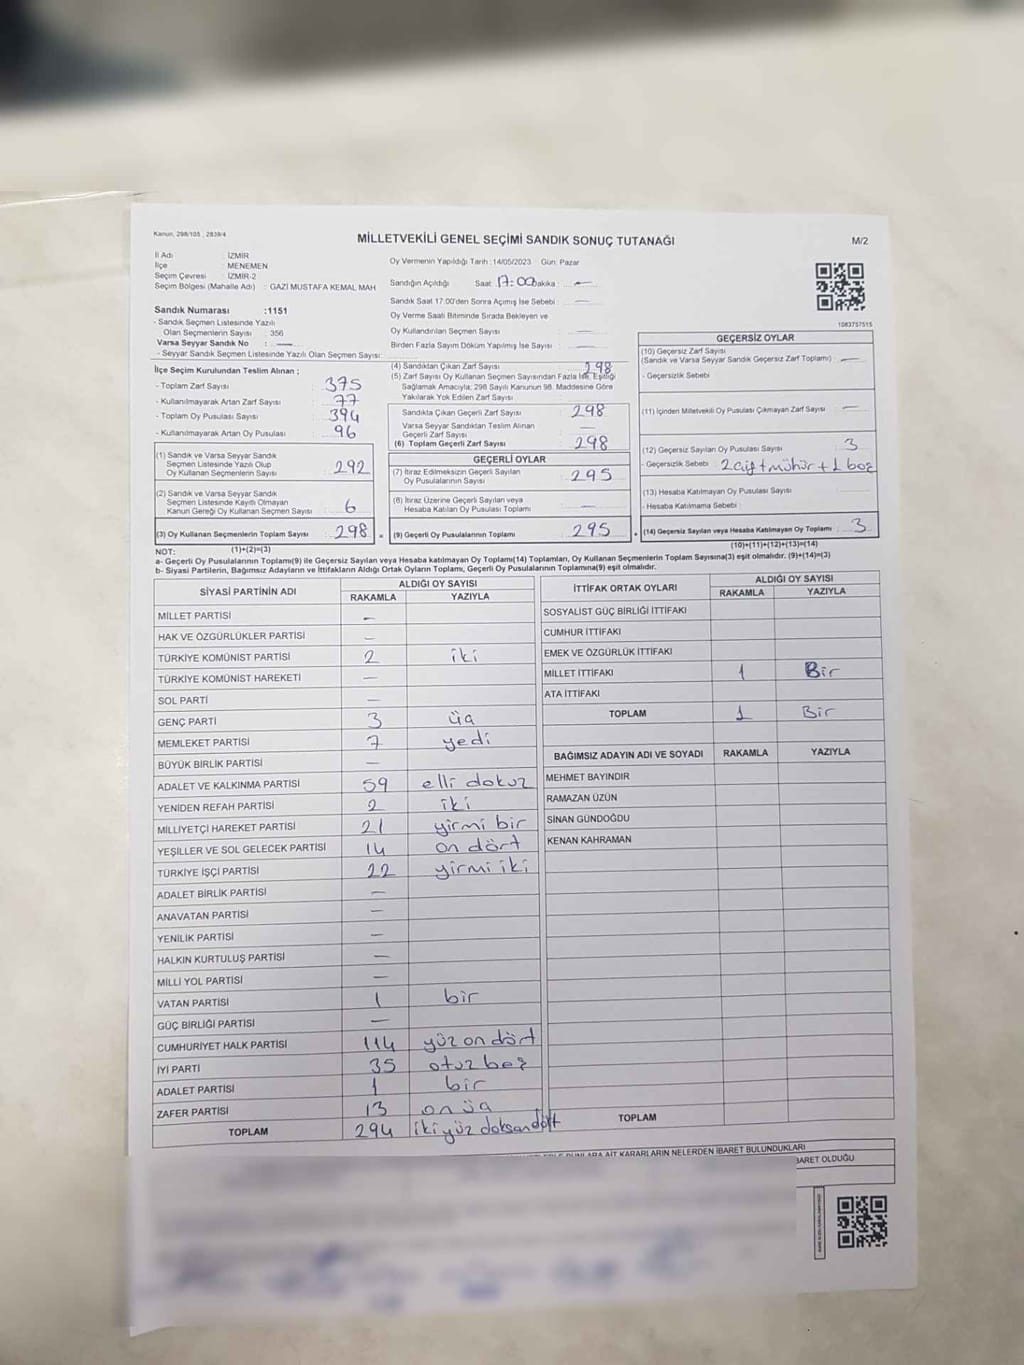 Kanun, 298/105 , 2839/4
MİLLETVEKİLİ GENEL SEÇİMİ SANDIK SONUÇ TUTANAĞI
M/2
İl Adı : İZMİR
İlçe : MENEMEN
Seçim Çevresi : İZMİR-2
Seçim Bölgesi (Mahalle Adı) : GAZİ MUSTAFA KEMAL MAH
Oy Vermenin Yapıldığı Tarih :14/05/2023 Gün: Pazar
Sandığın Açıldığı Saat 17:00 Dakika : —
Sandık Saat 17:00'den Sonra Açımış İse Sebebi : —
Oy Verme Saati Bitiminde Sırada Bekleyen ve
Oy Kullandırılan Seçmen Sayısı : —
Birden Fazla Sayım Döküm Yapılmış İse Sayısı : —
1083757515
Sandık Numarası :1151
- Sandık Seçmen Listesinde Yazılı
Olan Seçmenlerin Sayısı : 356
Varsa Seyyar Sandık No : —
- Seyyar Sandık Seçmen Listesinde Yazılı Olan Seçmen Sayısı:
İlçe Seçim Kurulundan Teslim Alınan ;
- Toplam Zarf Sayısı : 375
- Kullanılmayarak Artan Zarf Sayısı : 77
- Toplam Oy Pusulası Sayısı : 394
- Kullanılmayarak Artan Oy Pusulası : 96
(1) Sandık ve Varsa Seyyar Sandık
Seçmen Listesinde Yazılı Olup
Oy Kullanan Seçmenlerin Sayısı : 292
(2) Sandık ve Varsa Seyyar Sandık
Seçmen Listesinde Kayıtlı Olmayan
Kanun Gereği Oy Kullanan Seçmen Sayısı : 6
(3) Oy Kullanan Seçmenlerin Toplam Sayısı : 298
(1)+(2)=(3)
(4) Sandıktan Çıkan Zarf Sayısı : 298
(5) Zarf Sayısı Oy Kullanan Seçmen Sayısından Fazla İse, Eşitliği
Sağlamak Amacıyla; 298 Sayılı Kanunun 98. Maddesine Göre
Yakılarak Yok Edilen Zarf Sayısı :
Sandıkla Çıkan Geçerli Zarf Sayısı : 298
Varsa Seyyar Sandıktan Teslim Alınan
Geçerli Zarf Sayısı : —
(6) Toplam Geçerli Zarf Sayısı : 298
GEÇERLİ OYLAR
(7) İtiraz Edilmeksizin Geçerli Sayılan
Oy Pusulalarının Sayısı : 295
(8) İtiraz Üzerine Geçerli Sayılan veya
Hesaba Katılan Oy Pusulası Toplamı : —
(9) Geçerli Oy Pusulalarının Toplamı : 295
GEÇERSİZ OYLAR
(10) Geçersiz Zarf Sayısı
(Sandık ve Varsa Seyyar Sandık Geçersiz Zarf Toplamı) : —
- Geçersizlik Sebebi :
(11) İçinden Milletvekili Oy Pusulası Çıkmayan Zarf Sayısı : —
(12) Geçersiz Sayılan Oy Pusulası Sayısı : 3
- Geçersizlik Sebebi : 2 çift mühür + 1 boş
(13) Hesaba Katılmayan Oy Pusulası Sayısı :
- Hesaba Katılmama Sebebi :
(14) Geçersiz Sayılan veya Hesaba Katılmayan Oy Toplamı : 3
(10)+(11)+(12)+(13)=(14)
NOT:
a- Geçerli Oy Pusulalarının Toplamı(9) ile Geçersiz Sayılan veya Hesaba katılmayan Oy Toplamı(14) Toplamları, Oy Kullanan Seçmenlerin Toplam Sayısına(3) eşit olmalıdır. (9)+(14)=(3)
b- Siyasi Partilerin, Bağımsız Adayların ve İttifakların Aldığı Ortak Oyların Toplamı, Geçerli Oy Pusulalarının Toplamına(9) eşit olmalıdır.
SİYASİ PARTİNİN ADI ALDIĞI OY SAYISI
RAKAMLA YAZIYLA
MİLLET PARTİSİ —
HAK VE ÖZGÜRLÜKLER PARTİSİ —
TÜRKİYE KOMÜNİST PARTİSİ 2 iki
TÜRKİYE KOMÜNİST HAREKETİ —
SOL PARTİ —
GENÇ PARTİ 3 üç
MEMLEKET PARTİSİ 7 yedi
BÜYÜK BİRLİK PARTİSİ —
ADALET VE KALKINMA PARTİSİ 59 elli dokuz
YENİDEN REFAH PARTİSİ 2 iki
MİLLİYETÇİ HAREKET PARTİSİ 21 yirmi bir
YEŞİLLER VE SOL GELECEK PARTİSİ 14 on dört
TÜRKİYE İŞÇİ PARTİSİ 22 yirmi iki
ADALET BİRLİK PARTİSİ —
ANAVATAN PARTİSİ —
YENİLİK PARTİSİ —
HALKIN KURTULUŞ PARTİSİ —
MİLLİ YOL PARTİSİ —
VATAN PARTİSİ 1 bir
GÜÇ BİRLİĞİ PARTİSİ —
CUMHURİYET HALK PARTİSİ 114 yüz on dört
İYİ PARTİ 35 otuz beş
ADALET PARTİSİ 1 bir
ZAFER PARTİSİ 13 on üç
TOPLAM 294 iki yüz doksan dört
İTTİFAK ORTAK OYLARI ALDIĞI OY SAYISI
RAKAMLA YAZIYLA
SOSYALİST GÜÇ BİRLİĞİ İTTİFAKI
CUMHUR İTTİFAKI
EMEK VE ÖZGÜRLÜK İTTİFAKI
MİLLET İTTİFAKI 1 Bir
ATA İTTİFAKI
TOPLAM 1 Bir
BAĞIMSIZ ADAYIN ADI VE SOYADI RAKAMLA YAZIYLA
MEHMET BAYINDIR
RAMAZAN ÜZÜN
SİNAN GÜNDOĞDU
KENAN KAHRAMAN
TOPLAM
AİT KARARLARIN NELERDEN İBARET BULUNDUKLARI
BARET OLDUĞU